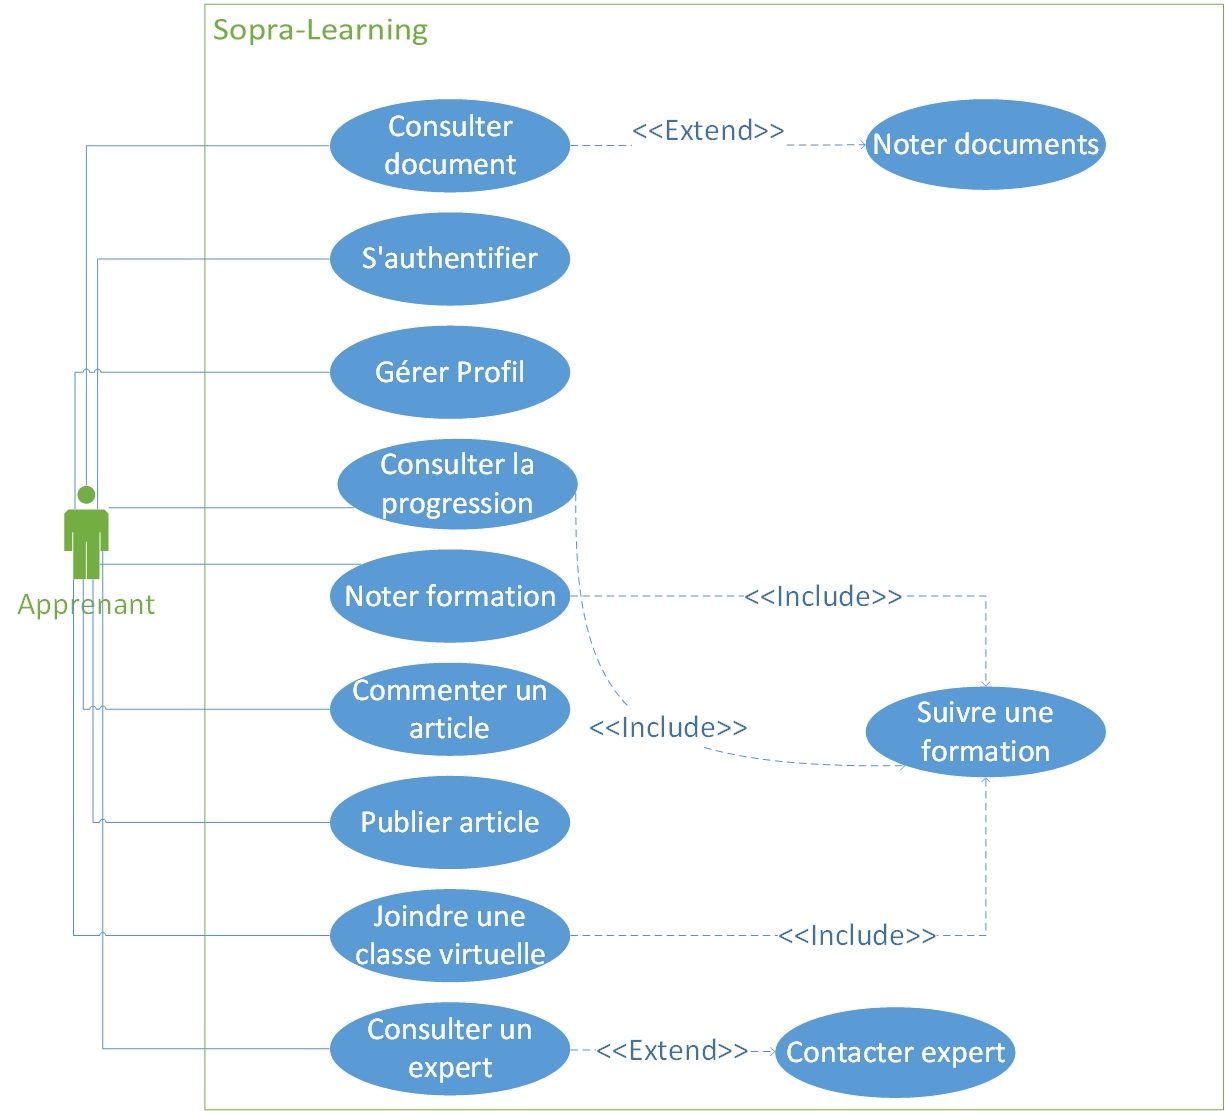 Sopra-Learning
Consulter
document
<<Extend>>
Noter documents
S'authentifier
Gérer Profil
Consulter la
progression
Apprenant
Noter formation
<<Include>>
Commenter un
article
<<Include>>
Suivre une
formation
Publier article
Joindre une
classe virtuelle
<<Include>>
Consulter un
expert
<<Extend>>
Contacter expert